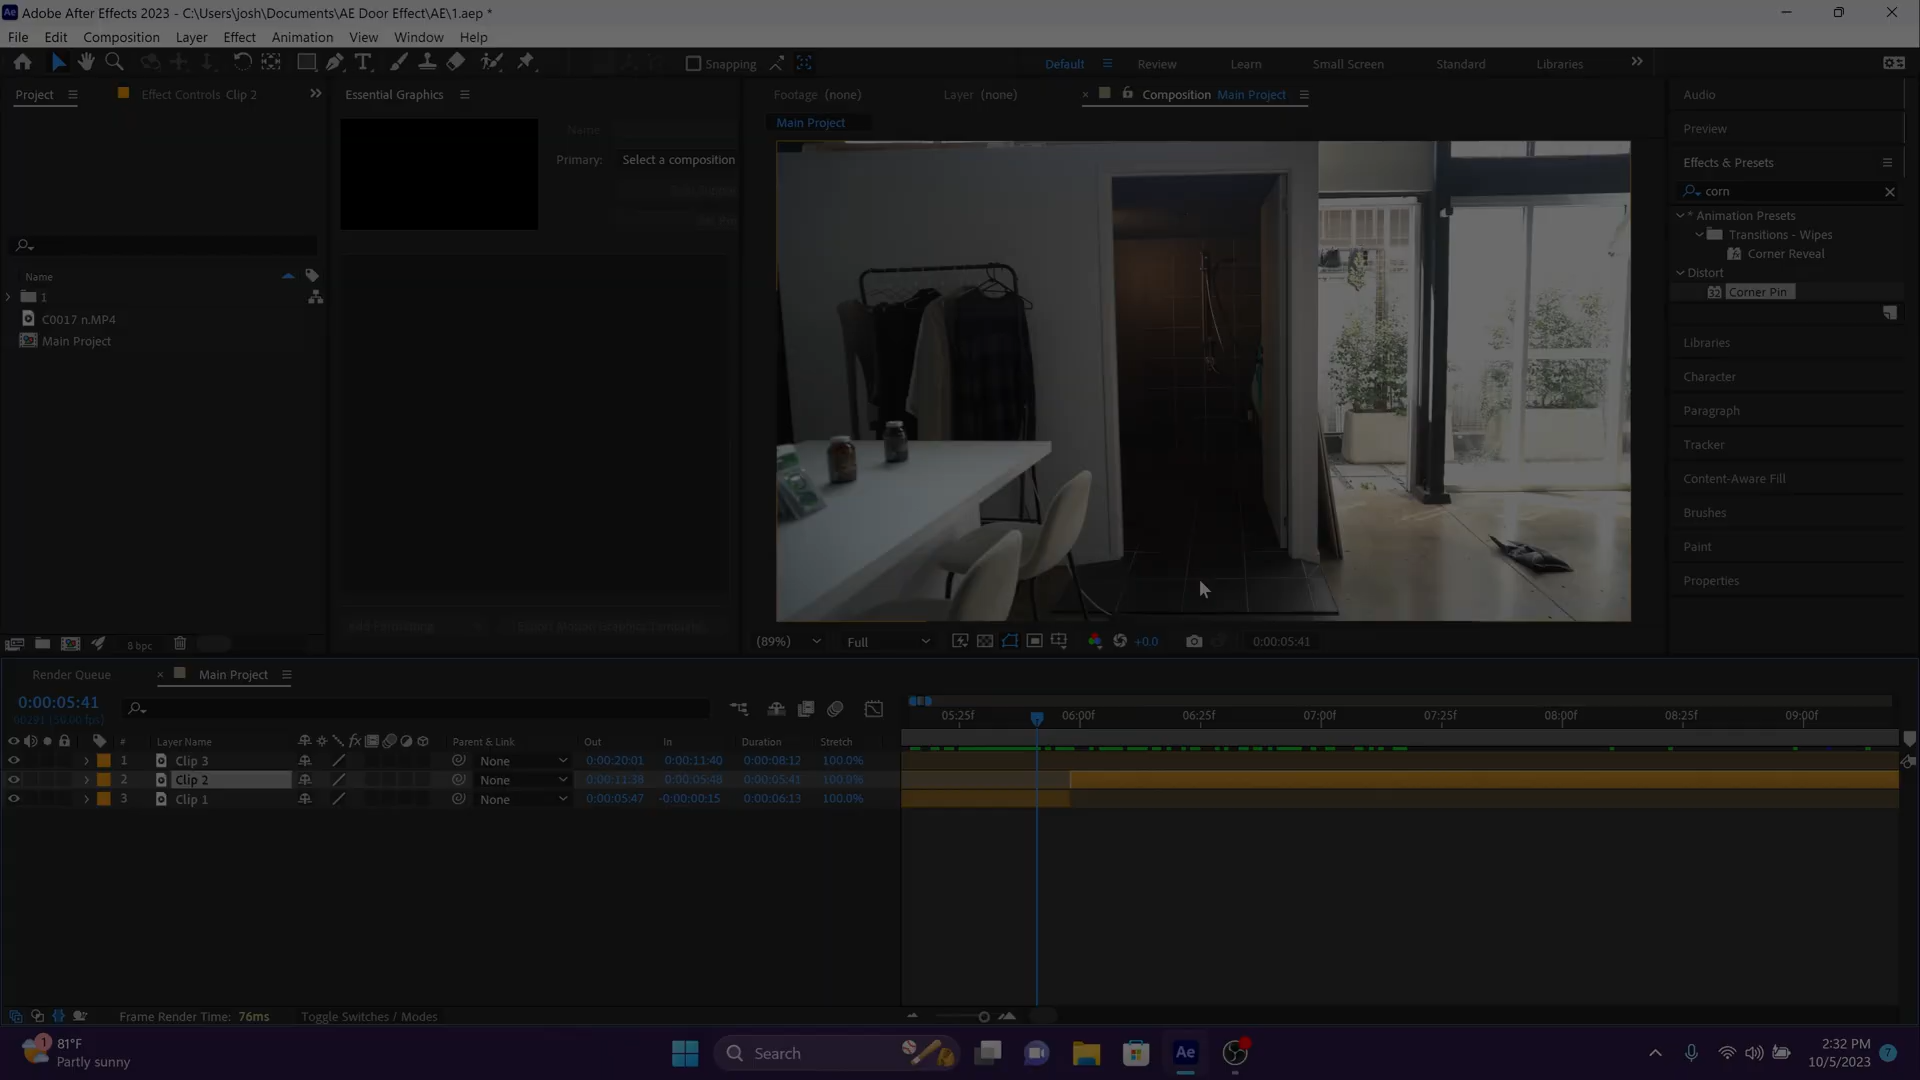 Adobe After Effects 2023 - C:\Users\josh\Documents\AE Door Effect\AE\1.aep *
File Edit Composition Layer Effect Animation View Window Help
Snapping
Default Review Learn Small Screen Standard Libraries
Project Effect Controls Clip 2
Essential Graphics
Footage (none) Layer (none) Composition Main Project
Main Project
Name
Primary: Select a composition
Name
1
C0017 n.MP4
Main Project
8 bpc
Audio
Preview
Effects & Presets
corn
* Animation Presets
Transitions - Wipes
Corner Reveal
Distort
32 Corner Pin
Libraries
Character
Paragraph
Tracker
Content-Aware Fill
Brushes
Paint
Properties
Add Formatting
Export Motion Graphics Template...
(89%) Full +0.0 0:00:05:41
Render Queue Main Project
0:00:05:41
05:25f 06:00f 06:25f 07:00f 07:25f 08:00f 08:25f 09:00f
# Layer Name Parent & Link Out In Duration Stretch
1 Clip 3 None 0:00:20:01 0:00:11:40 0:00:08:12 100.0%
2 Clip 2 None 0:00:11:38 0:00:05:48 0:00:05:41 100.0%
3 Clip 1 None 0:00:05:47 -0:00:00:15 0:00:06:13 100.0%
Frame Render Time: 76ms Toggle Switches / Modes
1
81°F
Partly sunny
Search
Ae
2:32 PM
10/5/2023
7